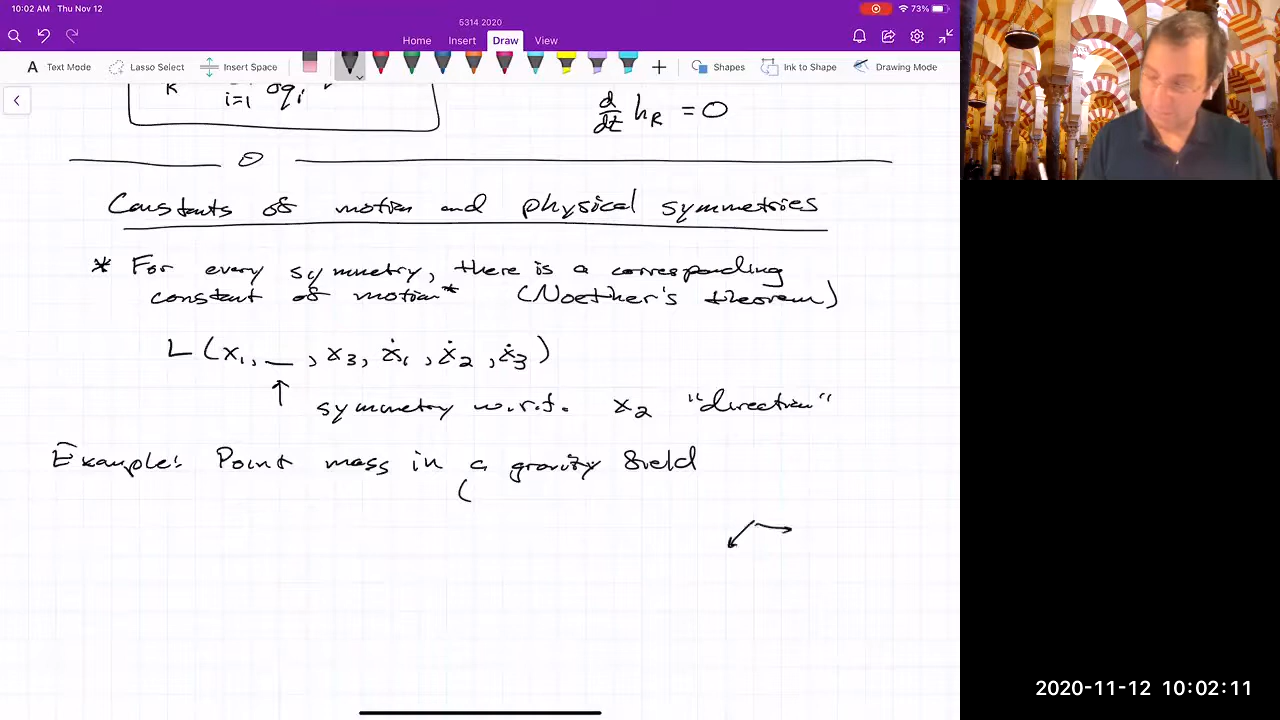 10:02 AM Thu Nov 12
73%
5314 2020
Home Insert Draw View
A Text Mode Lasso Select Insert Space Shapes Ink to Shape Drawing Mode
i=1 ∂qi
d/dt hR = 0
Constants of motion and physical symmetries
* For every symmetry, there is a corresponding
constant of motion* (Noether's theorem)
L (x1, _ , x3, ẋ1, ẋ2, ẋ3)
↑ symmetry w.r.t. x2 "direction"
Example: Point mass in a gravity field
(
2020-11-12 10:02:11